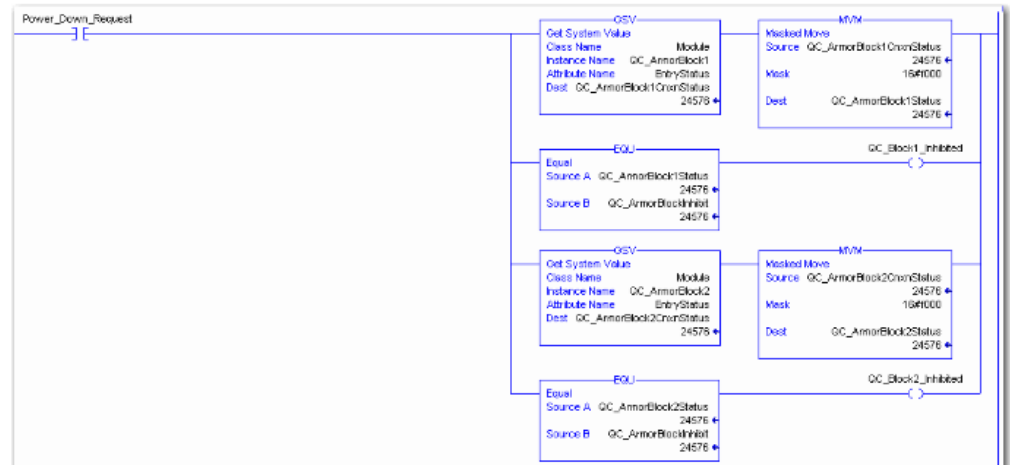 Power_Down_Request
GSV
Get System Value
Class Name Module
Instance Name QC_ArmorBlock1
Attribute Name EntryStatus
Dest QC_ArmorBlock1CnxnStatus
24576
MVM
Masked Move
Source QC_ArmorBlock1CnxnStatus
24576
Mask 16#f000
Dest QC_ArmorBlock1Status
24576
EQU
Equal
Source A QC_ArmorBlock1Status
24576
Source B QC_ArmorBlockInhibit
24576
QC_Block1_Inhibited
GSV
Get System Value
Class Name Module
Instance Name QC_ArmorBlock2
Attribute Name EntryStatus
Dest QC_ArmorBlock2CnxnStatus
24576
MVM
Masked Move
Source QC_ArmorBlock2CnxnStatus
24576
Mask 16#f000
Dest QC_ArmorBlock2Status
24576
EQU
Equal
Source A QC_ArmorBlock2Status
24576
Source B QC_ArmorBlockInhibit
24576
QC_Block2_Inhibited